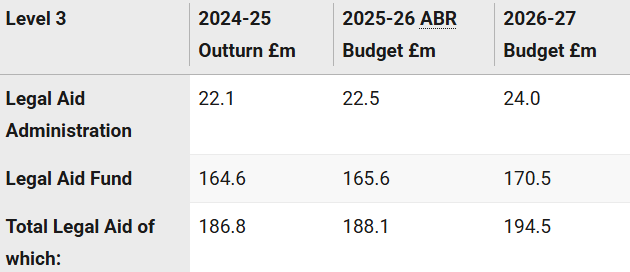 Level 3 2024-25 2025-26 ABR 2026-27
Outturn £m Budget £m Budget £m
Legal Aid 22.1 22.5 24.0
Administration
Legal Aid Fund 164.6 165.6 170.5
Total Legal Aid of 186.8 188.1 194.5
which: